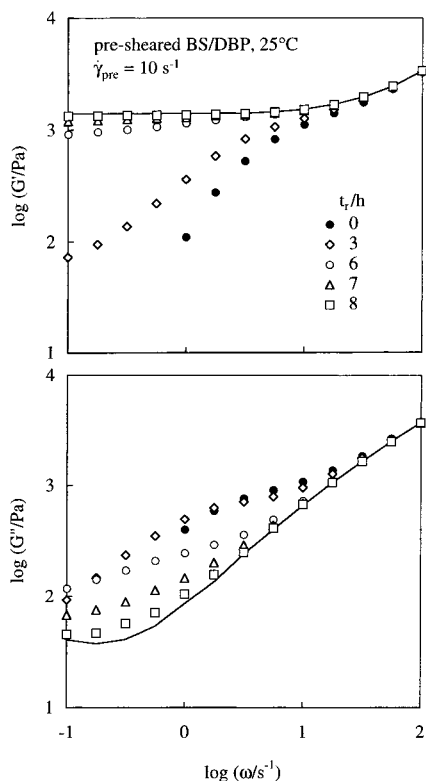 pre-sheared BS/DBP, 25°C
γ̇pre = 10 s⁻¹
log (G'/Pa)
4
3
2
1
tr/h
0
3
6
7
8
log (G"/Pa)
4
3
2
1
-1
0
1
2
log (ω/s⁻¹)